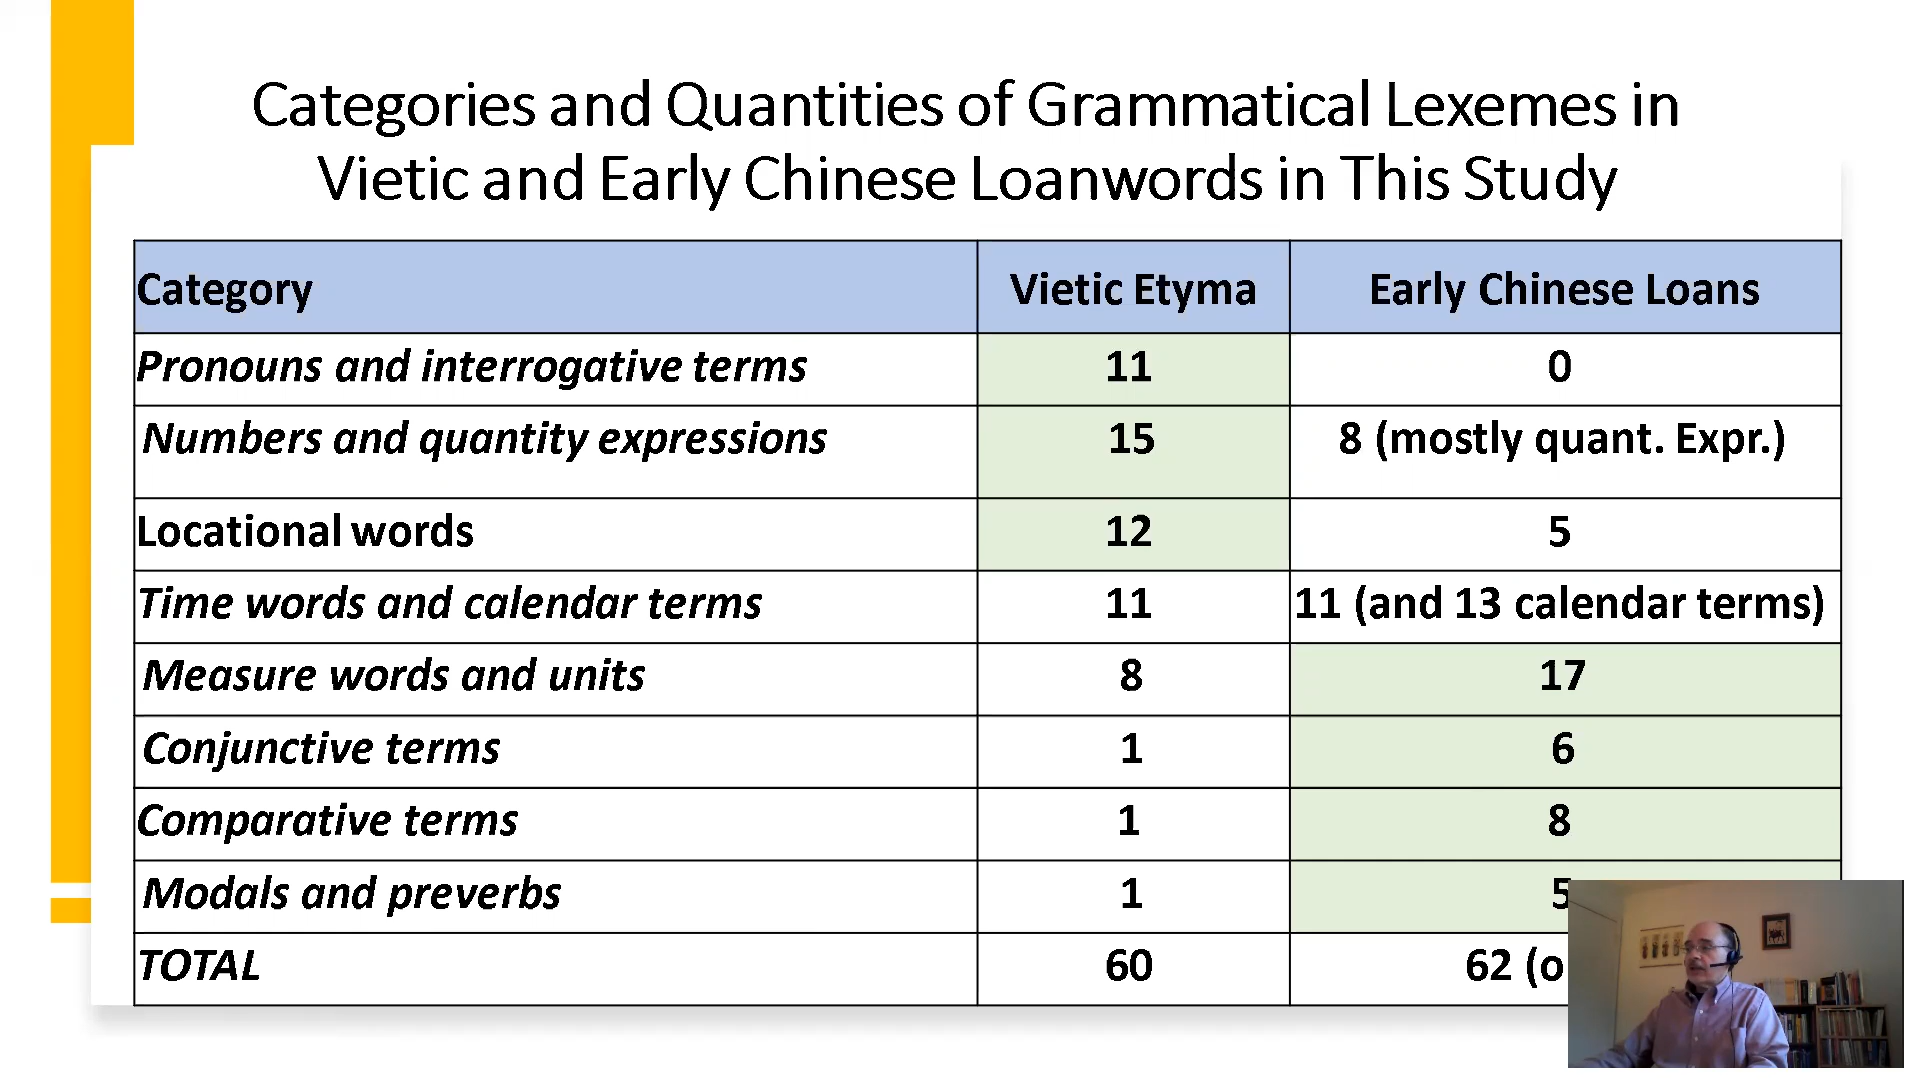 Categories and Quantities of Grammatical Lexemes in
Vietic and Early Chinese Loanwords in This Study
Category Vietic Etyma Early Chinese Loans
Pronouns and interrogative terms 11 0
Numbers and quantity expressions 15 8 (mostly quant. Expr.)
Locational words 12 5
Time words and calendar terms 11 11 (and 13 calendar terms)
Measure words and units 8 17
Conjunctive terms 1 6
Comparative terms 1 8
Modals and preverbs 1 5
TOTAL 60 62